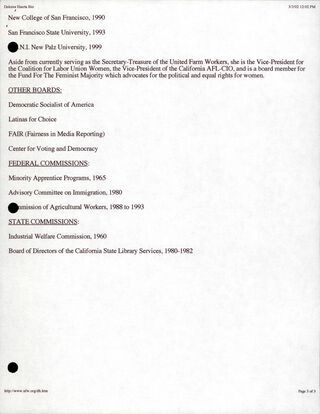 Dolores Huerta Bio
3/3/02 12:02 PM
New College of San Francisco, 1990
San Francisco State University, 1993
.N.I. New Palz University, 1999
Aside from currently serving as the Secretary-Treasure of the United Farm Workers, she is the Vice-President for
the Coalition for Labor Union Women, the Vice-President of the California AFL-CIO, and is a board member for
the Fund For The Feminist Majority which advocates for the political and equal rights for women.
OTHER BOARDS:
Democratic Socialist of America
Latinas for Choice
FAIR (Fairness in Media Reporting)
Center for Voting and Democracy
FEDERAL COMMISSIONS:
Minority Apprentice Programs, 1965
Advisory Committee on Immigration, 1980
mmission of Agricultural Workers, 1988 to 1993
STATE COMMISSIONS:
Industrial Welfare Commission, 1960
Board of Directors of the California State Library Services, 1980-1982
http://www.ufw.org/dh.htm
Page 3 of 3